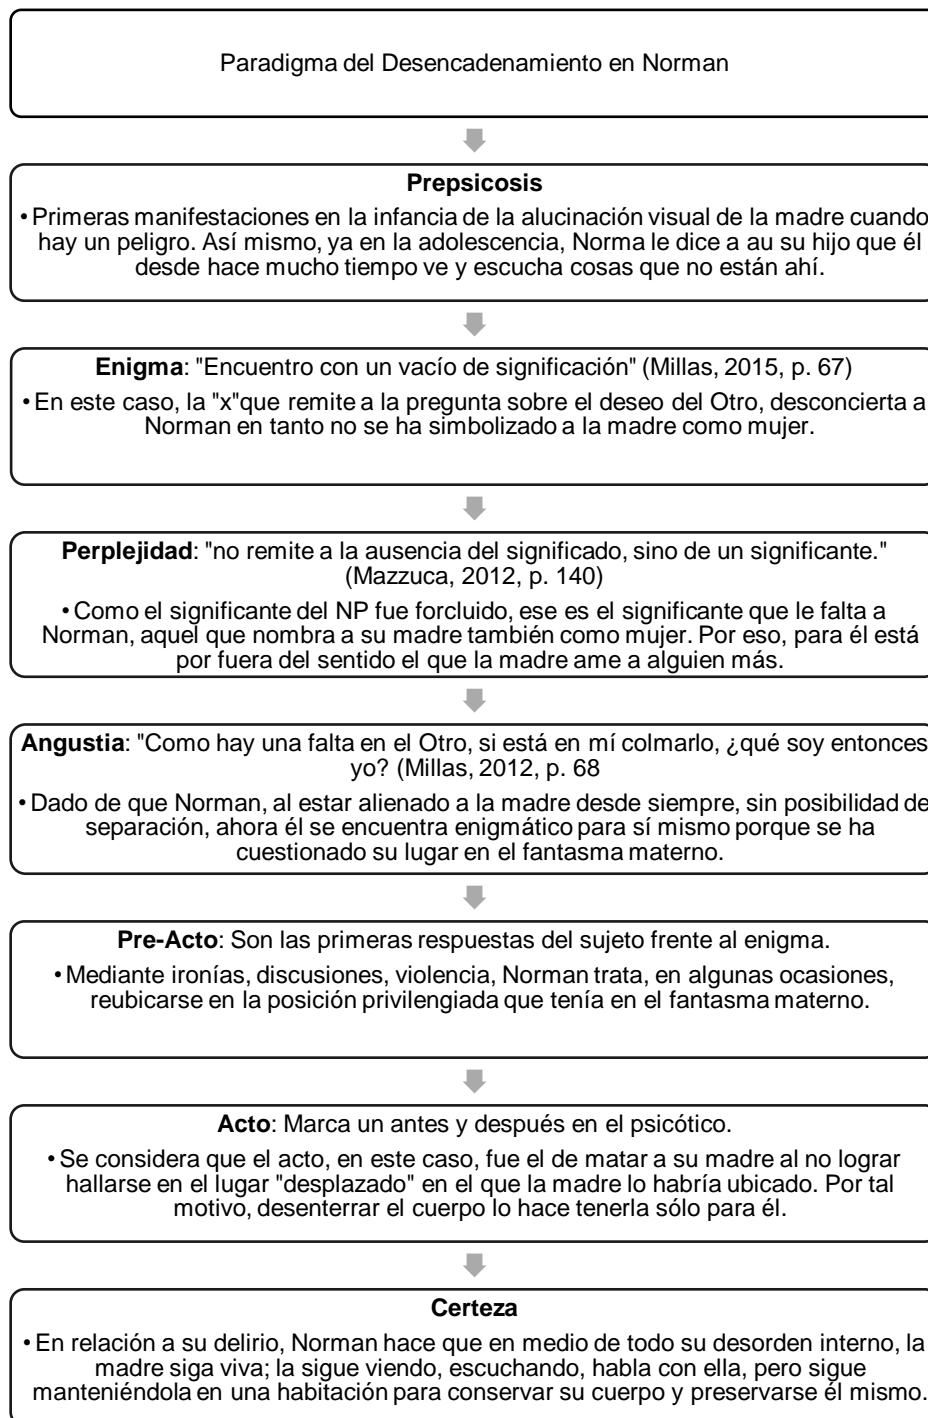 Paradigma del Desencadenamiento en Norman
Prepsicosis
• Primeras manifestaciones en la infancia de la alucinación visual de la madre cuando
hay un peligro. Así mismo, ya en la adolescencia, Norma le dice a au su hijo que él
desde hace mucho tiempo ve y escucha cosas que no están ahí.
Enigma: "Encuentro con un vacío de significación" (Millas, 2015, p. 67)
• En este caso, la "x"que remite a la pregunta sobre el deseo del Otro, desconcierta a
Norman en tanto no se ha simbolizado a la madre como mujer.
Perplejidad: "no remite a la ausencia del significado, sino de un significante."
(Mazzuca, 2012, p. 140)
• Como el significante del NP fue forcluido, ese es el significante que le falta a
Norman, aquel que nombra a su madre también como mujer. Por eso, para él está
por fuera del sentido el que la madre ame a alguien más.
Angustia: "Como hay una falta en el Otro, si está en mí colmarlo, ¿qué soy entonces
yo? (Millas, 2012, p. 68
• Dado de que Norman, al estar alienado a la madre desde siempre, sin posibilidad de
separación, ahora él se encuentra enigmático para sí mismo porque se ha
cuestionado su lugar en el fantasma materno.
Pre-Acto: Son las primeras respuestas del sujeto frente al enigma.
• Mediante ironías, discusiones, violencia, Norman trata, en algunas ocasiones,
reubicarse en la posición privilengiada que tenía en el fantasma materno.
Acto: Marca un antes y después en el psicótico.
• Se considera que el acto, en este caso, fue el de matar a su madre al no lograr
hallarse en el lugar "desplazado" en el que la madre lo habría ubicado. Por tal
motivo, desenterrar el cuerpo lo hace tenerla sólo para él.
Certeza
• En relación a su delirio, Norman hace que en medio de todo su desorden interno, la
madre siga viva; la sigue viendo, escuchando, habla con ella, pero sigue
manteniéndola en una habitación para conservar su cuerpo y preservarse él mismo.